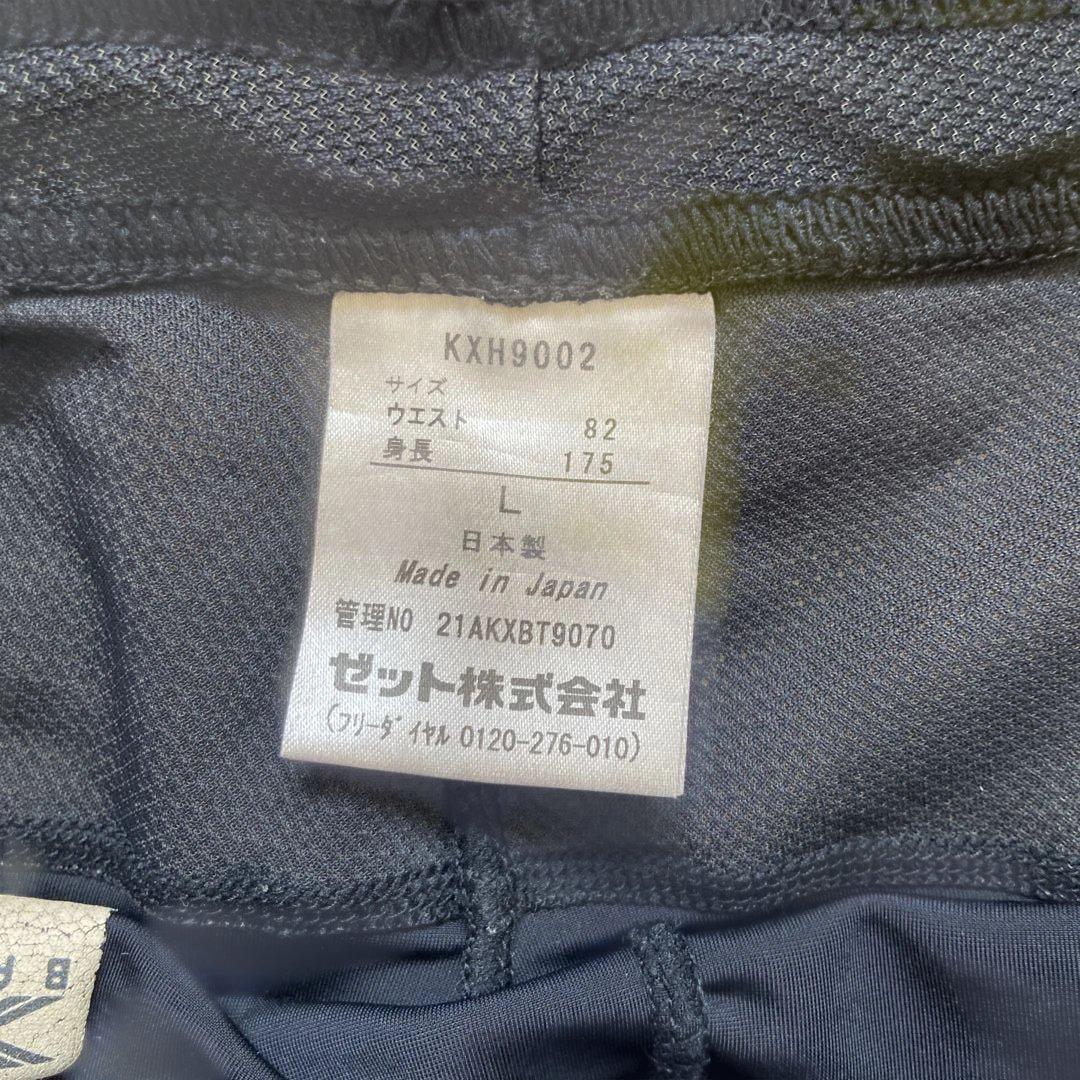 KXH9002
サイズ
ウエスト 82
身長 175
L
日本製
Made in Japan
管理NO 21AKXBT9070
ゼット株式会社
(フリーダイヤル 0120-276-010)